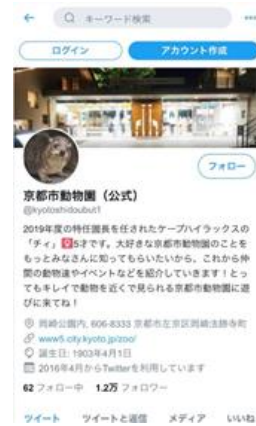 キーワード検索
ログイン
アカウント作成
フォロー
京都市動物園（公式）
@kyotoshidoubut1
2019年度の特任園長を任されたケープハイラックスの
「チィ」♀5才です。大好きな京都市動物園のことを
もっとみなさんに知ってもらいたいから、これから仲
間の動物達やイベントなどを紹介していきます！とっ
てもキレイで動物を近くで見られる京都市動物園に遊
びに来てね！
岡崎公園内, 606-8333 京都市左京区岡崎法勝寺町
www5.city.kyoto.jp/zoo/
誕生日: 1903年4月1日
2016年4月からTwitterを利用しています
62 フォロー中 1.2万 フォロワー
ツイート ツイートと返信 メディア いいね